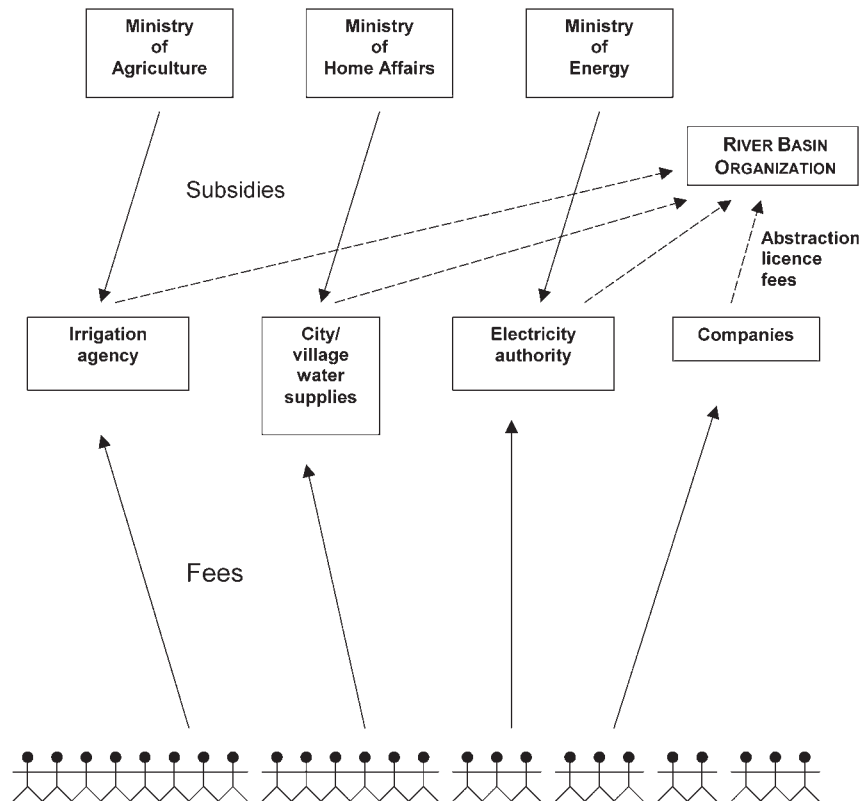 Ministry
of
Agriculture
Ministry
of
Home Affairs
Ministry
of
Energy
RIVER BASIN
ORGANIZATION
Subsidies
Abstraction
licence
fees
Irrigation
agency
City/
village
water
supplies
Electricity
authority
Companies
Fees